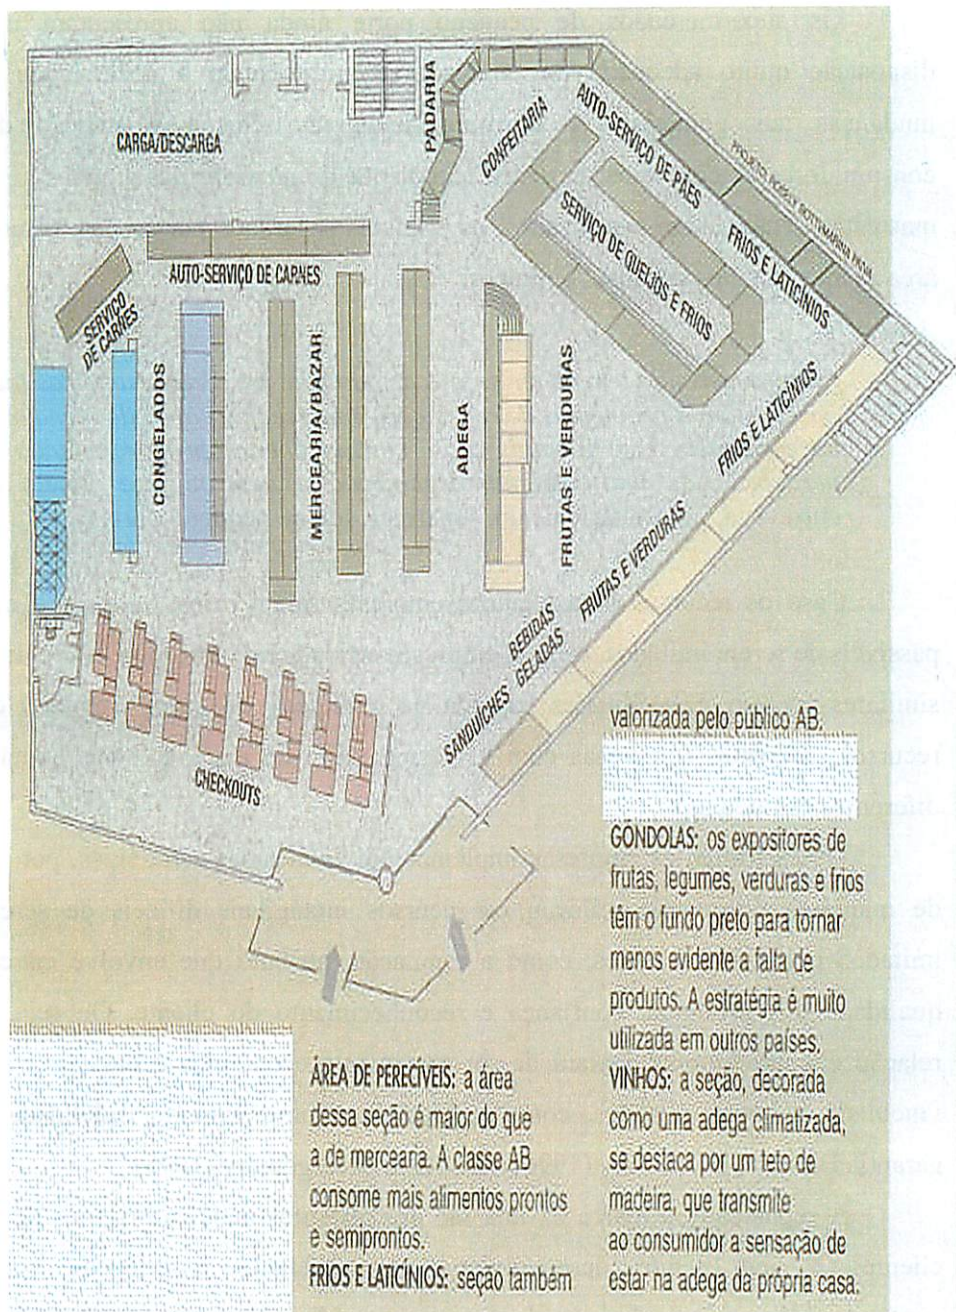 CARGA/DESCARGA
PADARIA
CONFEITARIA
AUTO-SERVIÇO DE PÃES
SERVIÇO DE QUEIJOS E FRIOS
FRIOS E LATICÍNIOS
AUTO-SERVIÇO DE CARNES
SERVIÇO
DE CARNES
CONGELADOS
MERCEARIA/BAZAR
ADEGA
FRUTAS E VERDURAS
FRIOS E LATICÍNIOS
FRUTAS E VERDURAS
BEBIDAS
GELADAS
SANDUÍCHES
CHECKOUTS
ÁREA DE PERECÍVEIS: a área
dessa seção é maior do que
a de mercearia. A classe AB
consome mais alimentos prontos
e semiprontos.
FRIOS E LATICÍNIOS: seção também
valorizada pelo público AB.
GÔNDOLAS: os expositores de
frutas, legumes, verduras e frios
têm o fundo preto para tornar
menos evidente a falta de
produtos. A estratégia é muito
utilizada em outros países.
VINHOS: a seção, decorada
como uma adega climatizada,
se destaca por um teto de
madeira, que transmite
ao consumidor a sensação de
estar na adega da própria casa.